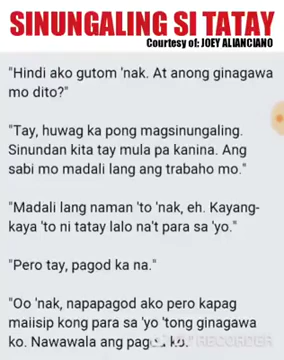 SINUNGALING SI TATAY
Courtesy of: JOEY ALIANCIANO
"Hindi ako gutom 'nak. At anong ginagawa
mo dito?"
"Tay, huwag ka pong magsinungaling.
Sinundan kita tay mula pa kanina. Ang
sabi mo madali lang ang trabaho mo."
"Madali lang naman 'to 'nak, eh. Kayang-
kaya 'to ni tatay lalo na't para sa 'yo."
"Pero tay, pagod ka na."
"Oo 'nak, napapagod ako pero kapag
maiisip kong para sa 'yo 'tong ginagawa
ko. Nawawala ang pagod ko.
RECORDER